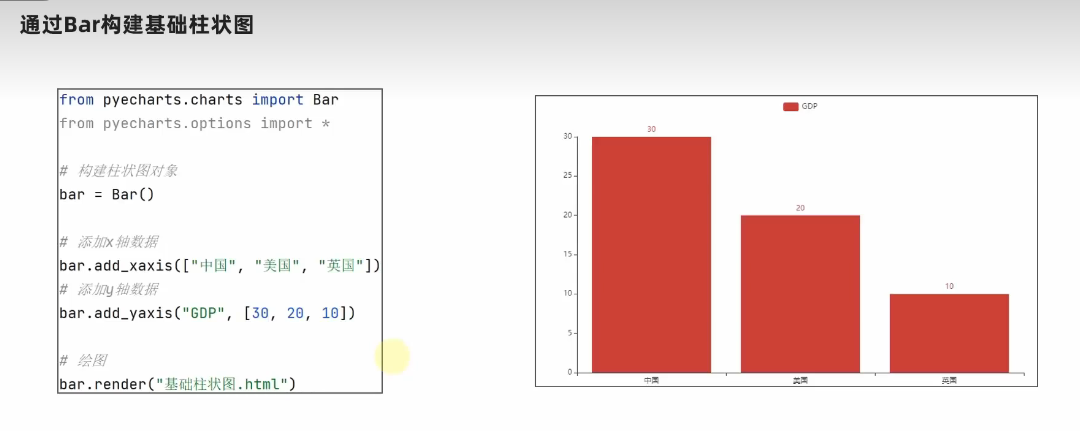 通过Bar构建基础柱状图
from pyecharts.charts import Bar
from pyecharts.options import *
# 构建柱状图对象
bar = Bar()
# 添加x轴数据
bar.add_xaxis(["中国", "美国", "英国"])
# 添加y轴数据
bar.add_yaxis("GDP", [30, 20, 10])
# 绘图
bar.render("基础柱状图.html")
GDP
30
25
20
15
10
5
0
30
20
10
中国
美国
英国